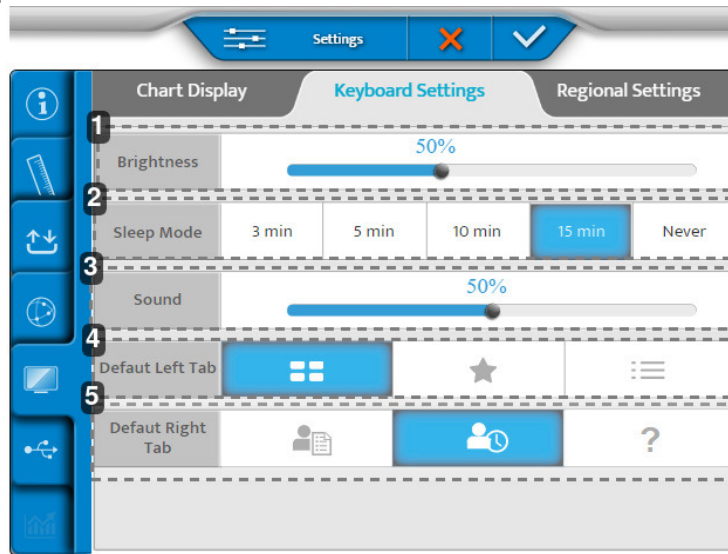 Settings
Chart Display Keyboard Settings Regional Settings
1
Brightness 50%
2
Sleep Mode 3 min 5 min 10 min 15 min Never
3
Sound 50%
4
Defaut Left Tab
5
Defaut Right
Tab ?